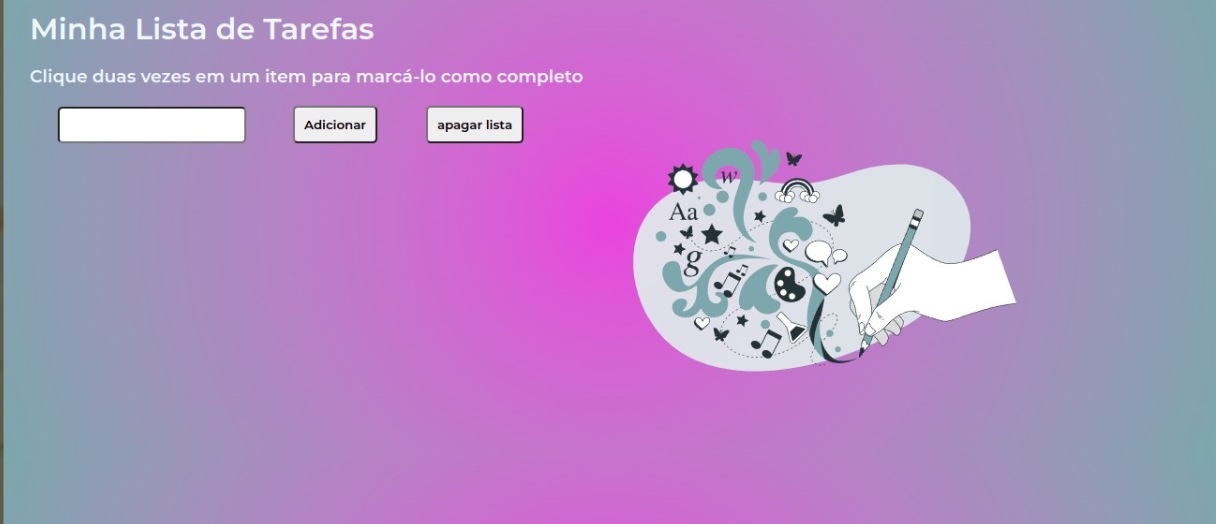 Minha Lista de Tarefas
Clique duas vezes em um item para marcá-lo como completo
Adicionar
apagar lista
w
Aa
g